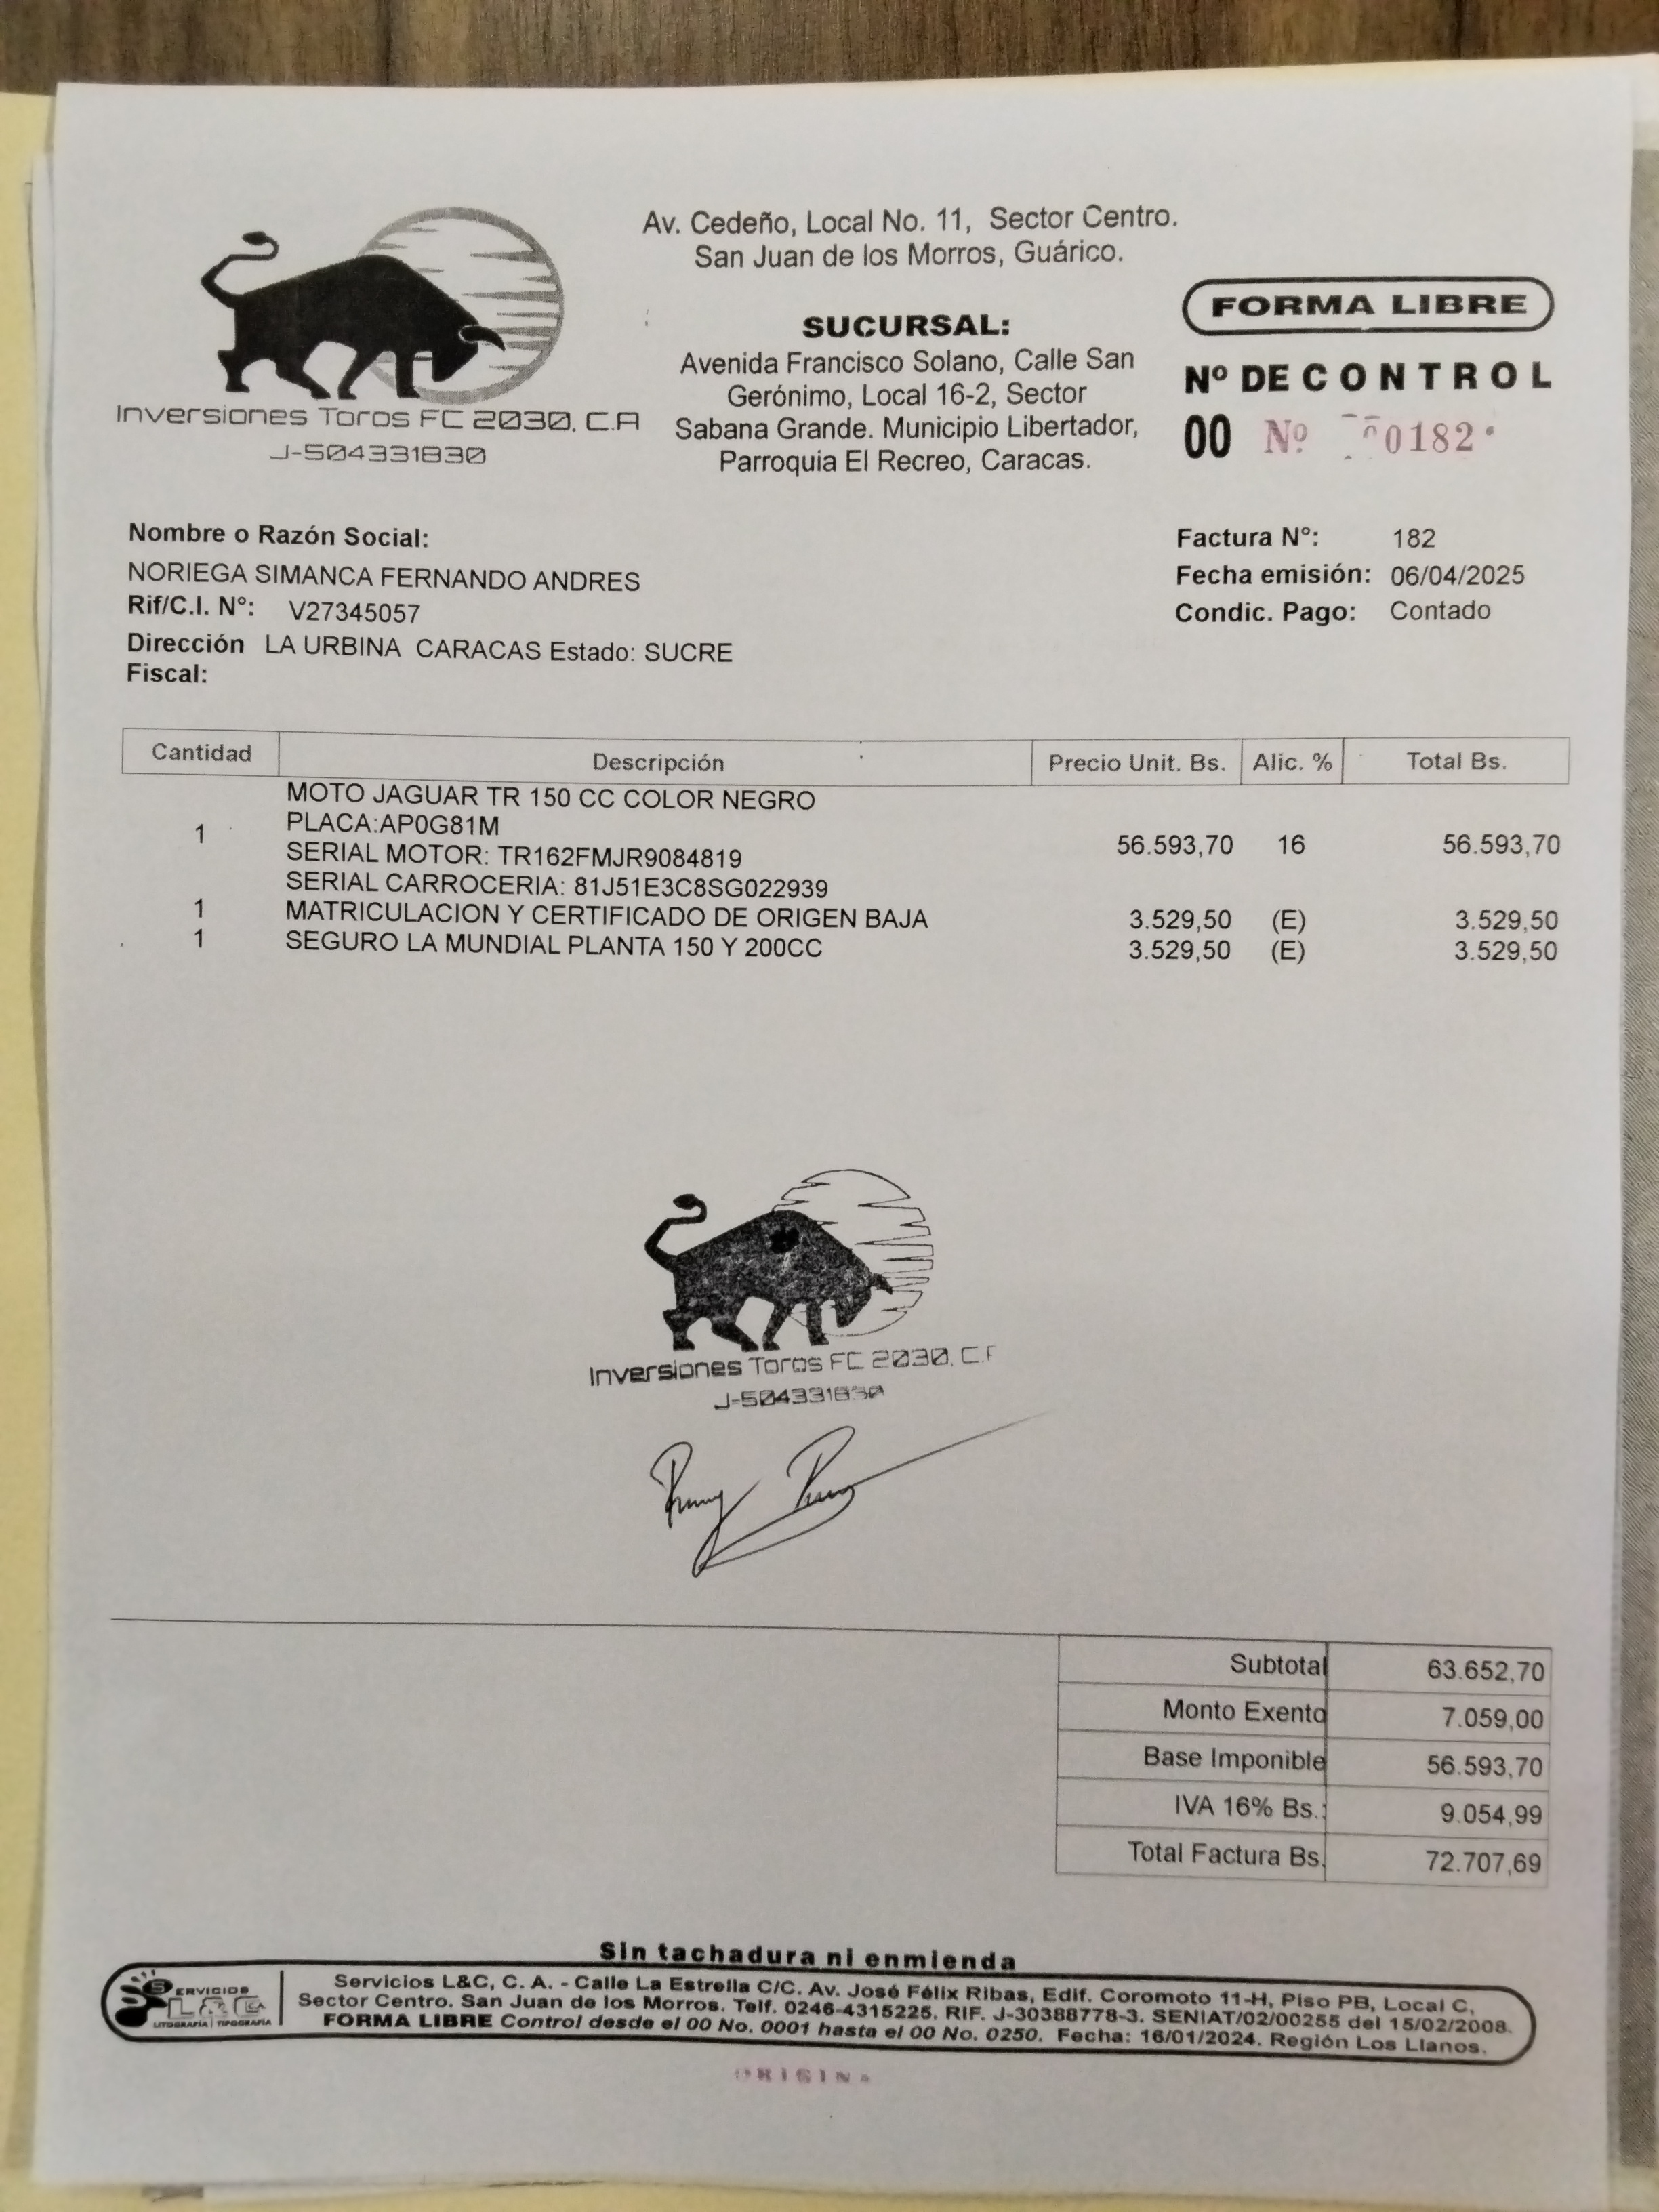 Av. Cedeño, Local No. 11, Sector Centro.
San Juan de los Morros, Guárico.
SUCURSAL:
Avenida Francisco Solano, Calle San
Gerónimo, Local 16-2, Sector
Sabana Grande. Municipio Libertador,
Parroquia El Recreo, Caracas.
Inversiones Toros FC 2030, C.A
J-504331830
FORMA LIBRE
Nº DE CONTROL
00 Nº 0182
Nombre o Razón Social:
NORIEGA SIMANCA FERNANDO ANDRES
Rif/C.I. N°: V27345057
Dirección LA URBINA CARACAS Estado: SUCRE
Fiscal:
Factura N°: 182
Fecha emisión: 06/04/2025
Condic. Pago: Contado
Cantidad Descripción Precio Unit. Bs. Alic. % Total Bs.
MOTO JAGUAR TR 150 CC COLOR NEGRO
PLACA:AP0G81M
1 56.593,70 16 56.593,70
SERIAL MOTOR: TR162FMJR9084819
SERIAL CARROCERIA: 81J51E3C8SG022939
1 MATRICULACION Y CERTIFICADO DE ORIGEN BAJA 3.529,50 (E) 3.529,50
1 SEGURO LA MUNDIAL PLANTA 150 Y 200CC 3.529,50 (E) 3.529,50
Inversiones Toros FC 2030, C.A
J-504331830
Subtotal 63.652,70
Monto Exento 7.059,00
Base Imponible 56.593,70
IVA 16% Bs.: 9.054,99
Total Factura Bs. 72.707,69
Sin tachadura ni enmienda
SERVICIOS
L&C CA
LITOGRAFÍA | TIPOGRAFÍA
Servicios L&C, C. A. - Calle La Estrella C/C. Av. José Félix Ribas, Edif. Coromoto 11-H, Piso PB, Local C,
Sector Centro. San Juan de los Morros. Telf. 0246-4315225. RIF. J-30388778-3. SENIAT/02/00255 del 15/02/2008.
FORMA LIBRE Control desde el 00 No. 0001 hasta el 00 No. 0250. Fecha: 16/01/2024. Región Los Llanos.
ORIGINA